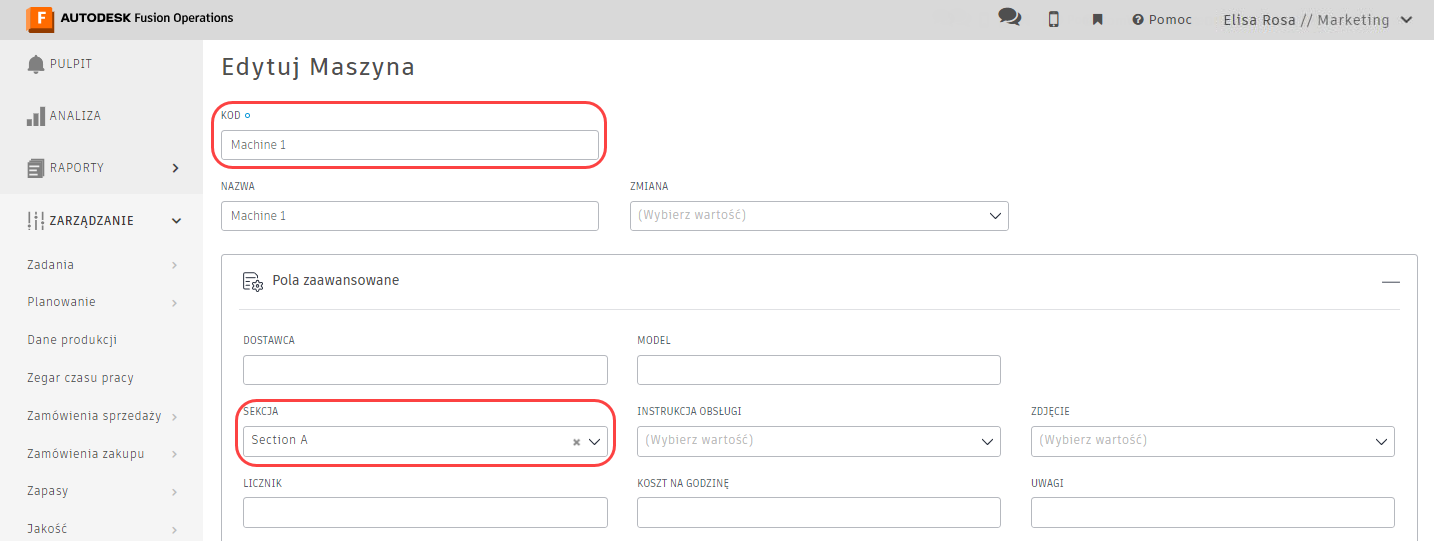 AUTODESK Fusion Operations
Pomoc
Elisa Rosa // Marketing
PULPIT
ANALIZA
RAPORTY
ZARZĄDZANIE
Zadania
Planowanie
Dane produkcji
Zegar czasu pracy
Zamówienia sprzedaży
Zamówienia zakupu
Zapasy
Jakość
Edytuj Maszyna
KOD
Machine 1
NAZWA
ZMIANA
Machine 1
(Wybierz wartość)
Pola zaawansowane
DOSTAWCA
MODEL
SEKCJA
INSTRUKCJA OBSŁUGI
ZDJĘCIE
Section A
(Wybierz wartość)
(Wybierz wartość)
LICZNIK
KOSZT NA GODZINĘ
UWAGI